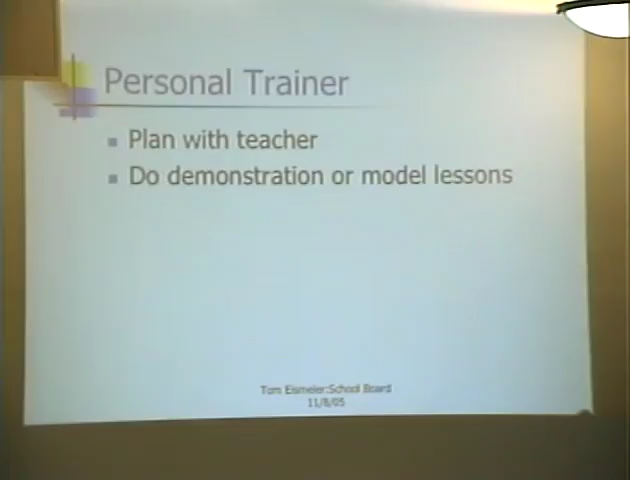 Personal Trainer
Plan with teacher
Do demonstration or model lessons
Tom Eismeier:School Board
11/8/05